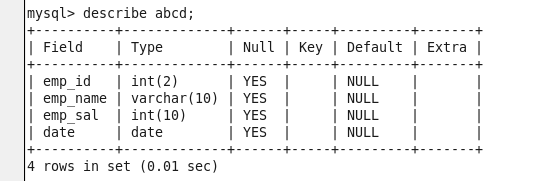 mysql> describe abcd;
+----------+-------------+------+-----+---------+-------+
| Field    | Type        | Null | Key | Default | Extra |
+----------+-------------+------+-----+---------+-------+
| emp_id   | int(2)      | YES  |     | NULL    |       |
| emp_name | varchar(10) | YES  |     | NULL    |       |
| emp_sal  | int(10)     | YES  |     | NULL    |       |
| date     | date        | YES  |     | NULL    |       |
+----------+-------------+------+-----+---------+-------+
4 rows in set (0.01 sec)